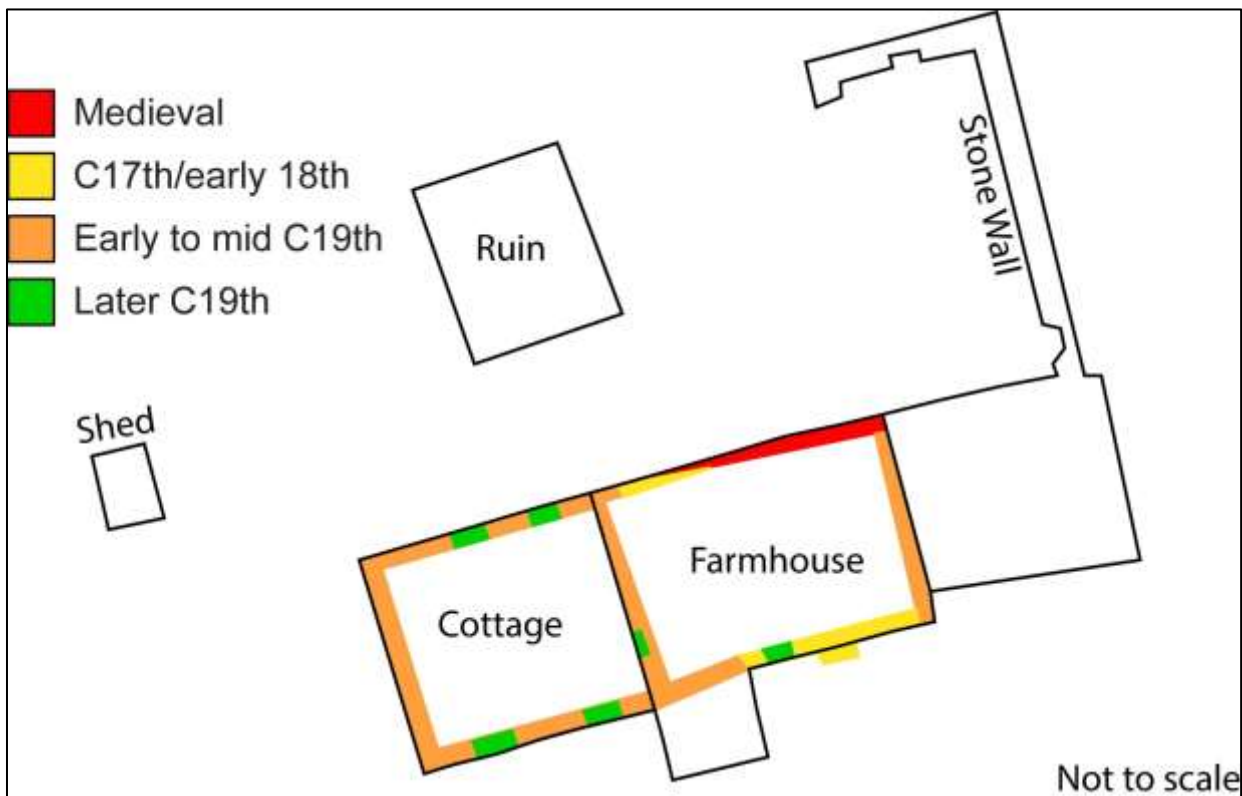 Medieval
C17th/early 18th
Early to mid C19th
Later C19th
Stone Wall
Ruin
Shed
Farmhouse
Cottage
Not to scale